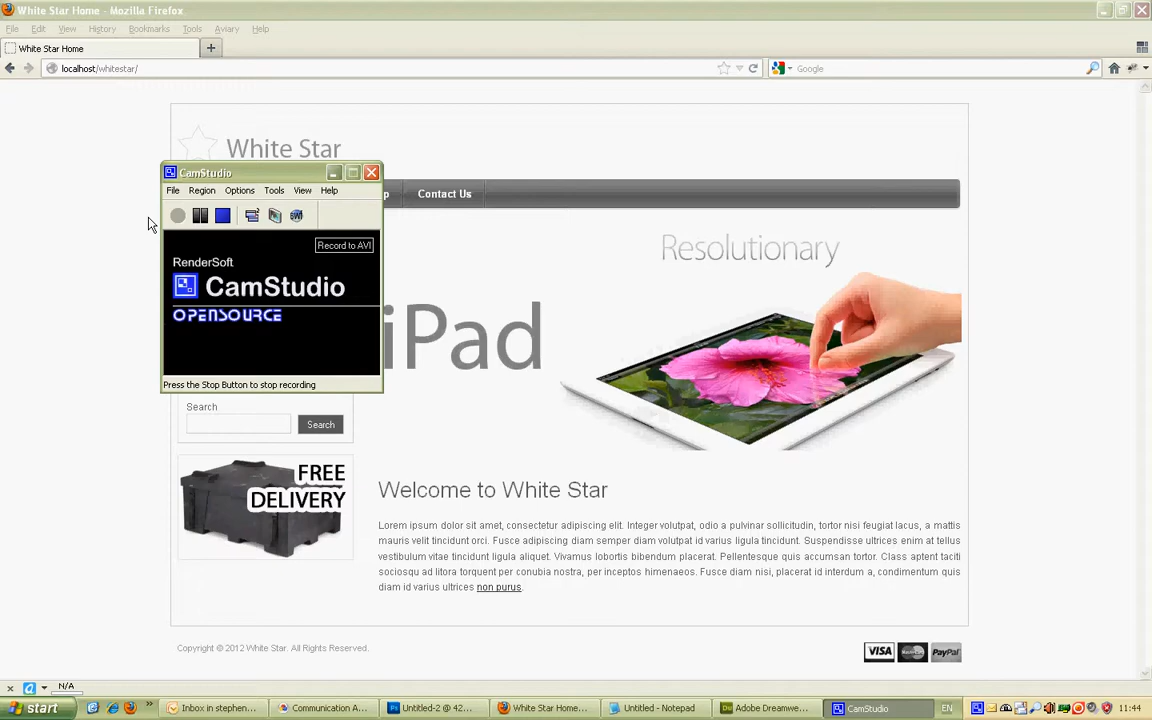 White Star Home - Mozilla Firefox
File Edit View History Bookmarks Tools Aviary Help
White Star Home
localhost/whitestar/
Google
White Star
CamStudio
File Region Options Tools View Help
Contact Us
Record to AVI
RenderSoft
CamStudio
OPENSOURCE
Press the Stop Button to stop recording
Resolutionary
iPad
Search
Search
FREE
DELIVERY
Welcome to White Star
Lorem ipsum dolor sit amet, consectetur adipiscing elit. Integer volutpat, odio a pulvinar sollicitudin, tortor nisi feugiat lacus, a mattis
mauris velit tincidunt orci. Fusce adipiscing diam semper diam volutpat id varius ligula tincidunt. Suspendisse ultrices enim at tellus
vestibulum vitae tincidunt ligula aliquet. Vivamus lobortis bibendum placerat. Pellentesque quis accumsan tortor. Class aptent taciti
sociosqu ad litora torquent per conubia nostra, per inceptos himenaeos. Fusce diam nisi, placerat id interdum a, condimentum quis
diam id varius ultrices non purus.
Copyright © 2012 White Star. All Rights Reserved.
VISA MasterCard PayPal
N/A
start
Inbox in stephen...
Communication A...
Untitled-2 @ 42...
White Star Home...
Untitled - Notepad
Adobe Dreamwe...
CamStudio
EN
11:44